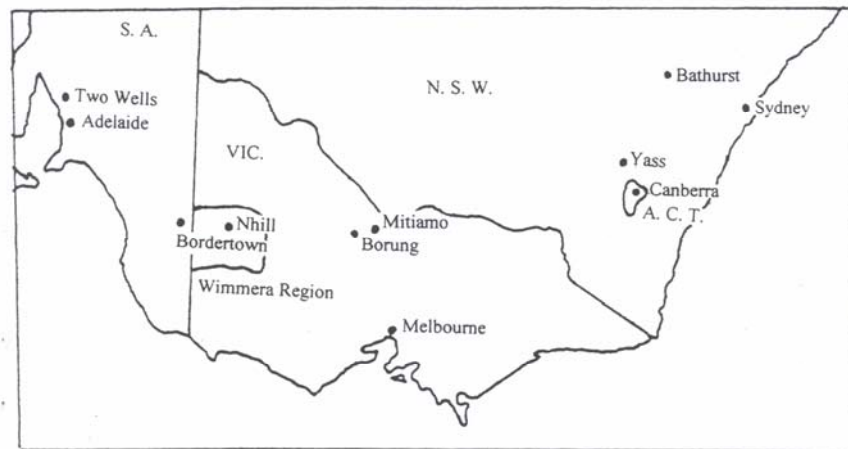 S. A.
N. S. W.
Bathurst
Two Wells
Sydney
Adelaide
VIC.
Yass
Canberra
A. C. T.
Nhill
Mitiamo
Bordertown
Borung
Wimmera Region
Melbourne